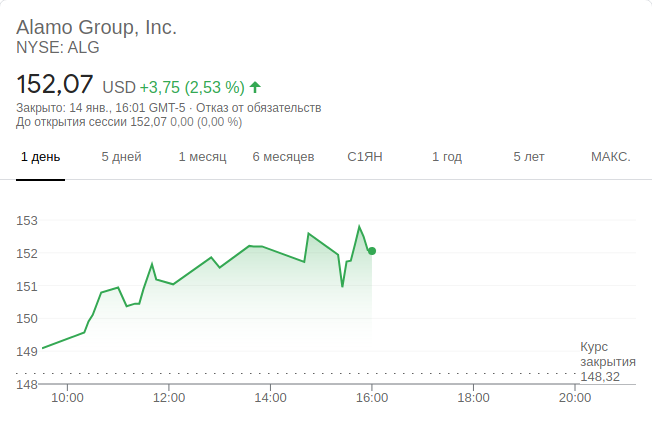 Alamo Group, Inc.
NYSE: ALG
152,07 USD +3,75 (2,53 %)
Закрыто: 14 янв., 16:01 GMT-5 · Отказ от обязательств
До открытия сессии 152,07 0,00 (0,00 %)
1 день 5 дней 1 месяц 6 месяцев С1ЯН 1 год 5 лет МАКС.
153
152
151
150
149
148
Курс
закрытия
148,32
10:00 12:00 14:00 16:00 18:00 20:00